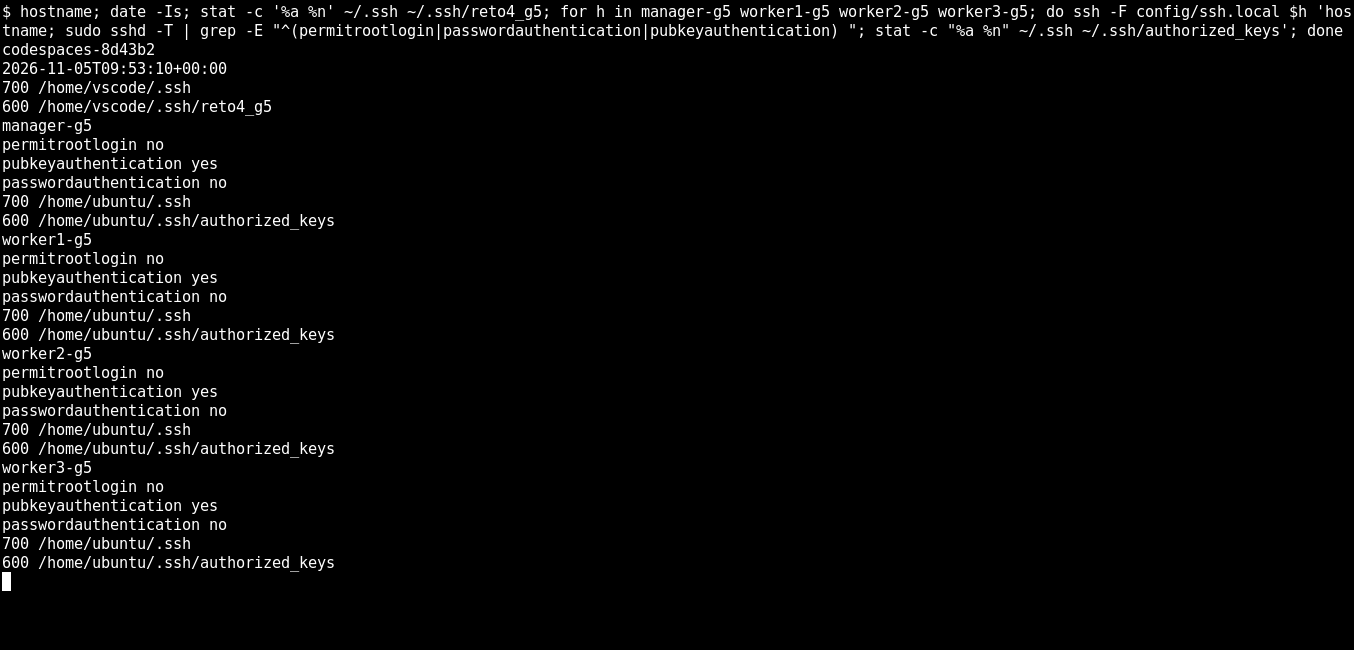 $ hostname; date -Is; stat -c '%a %n' ~/.ssh ~/.ssh/reto4_g5; for h in manager-g5 worker1-g5 worker2-g5 worker3-g5; do ssh -F config/ssh.local $h 'hos
tname; sudo sshd -T | grep -E "^(permitrootlogin|passwordauthentication|pubkeyauthentication) "; stat -c "%a %n" ~/.ssh ~/.ssh/authorized_keys'; done
codespaces-8d43b2
2026-11-05T09:53:10+00:00
700 /home/vscode/.ssh
600 /home/vscode/.ssh/reto4_g5
manager-g5
permitrootlogin no
pubkeyauthentication yes
passwordauthentication no
700 /home/ubuntu/.ssh
600 /home/ubuntu/.ssh/authorized_keys
worker1-g5
permitrootlogin no
pubkeyauthentication yes
passwordauthentication no
700 /home/ubuntu/.ssh
600 /home/ubuntu/.ssh/authorized_keys
worker2-g5
permitrootlogin no
pubkeyauthentication yes
passwordauthentication no
700 /home/ubuntu/.ssh
600 /home/ubuntu/.ssh/authorized_keys
worker3-g5
permitrootlogin no
pubkeyauthentication yes
passwordauthentication no
700 /home/ubuntu/.ssh
600 /home/ubuntu/.ssh/authorized_keys